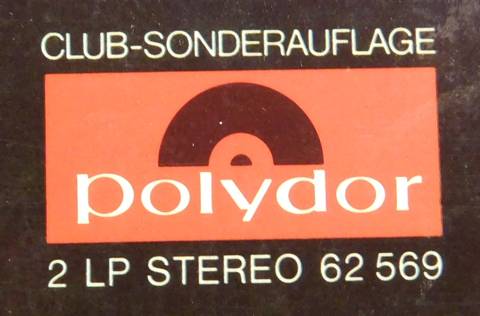 CLUB-SONDERAUFLAGE
polydor
2 LP STEREO 62 569